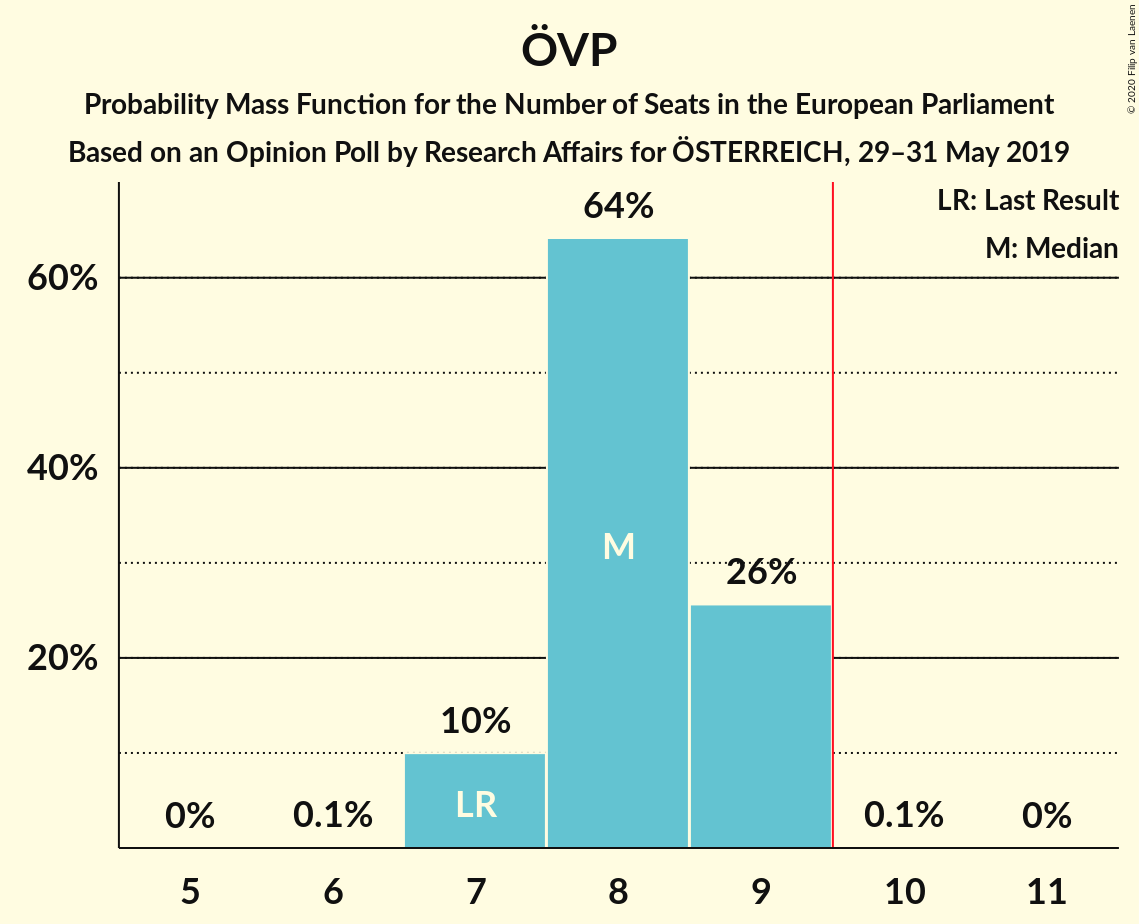 ÖVP
Probability Mass Function for the Number of Seats in the European Parliament
Based on an Opinion Poll by Research Affairs for ÖSTERREICH, 29–31 May 2019
© 2020 Filip van Laenen
LR: Last Result
M: Median
60%
40%
20%
0%
0.1%
10%
64%
26%
0.1%
0%
LR
M
5 6 7 8 9 10 11